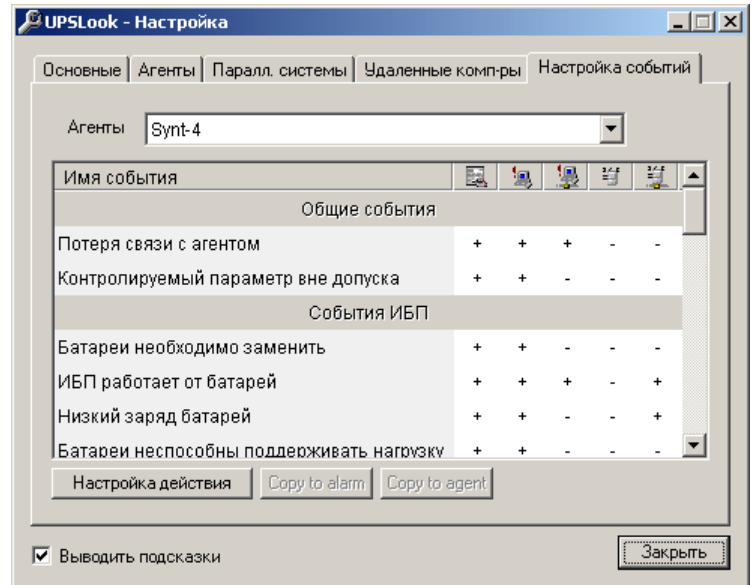 UPSLook - Настройка
Основные Агенты Паралл. системы Удаленные комп-ры Настройка событий
Агенты Synt-4
Имя события
Общие события
Потеря связи с агентом + + + - -
Контролируемый параметр вне допуска + + - - -
События ИБП
Батареи необходимо заменить + + - - -
ИБП работает от батарей + + + - +
Низкий заряд батарей + + - - +
Батареи неспособны поддерживать нагрузку + + - - -
Настройка действия Copy to alarm Copy to agent
Выводить подсказки Закрыть